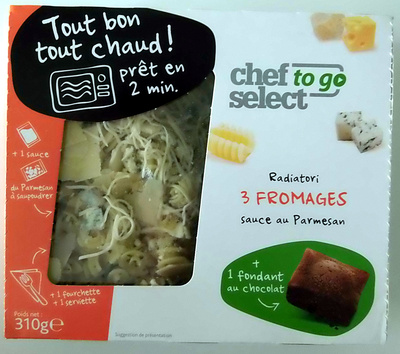 Tout bon
tout chaud!
prêt en
2 min.
chef to go
select
+ 1 sauce
du Parmesan
à saupoudrer
Radiatori
3 FROMAGES
sauce au Parmesan
+
1 fondant
au chocolat
+ 1 fourchette
+ 1 serviette
Poids net :
310g℮
Suggestion de présentation.